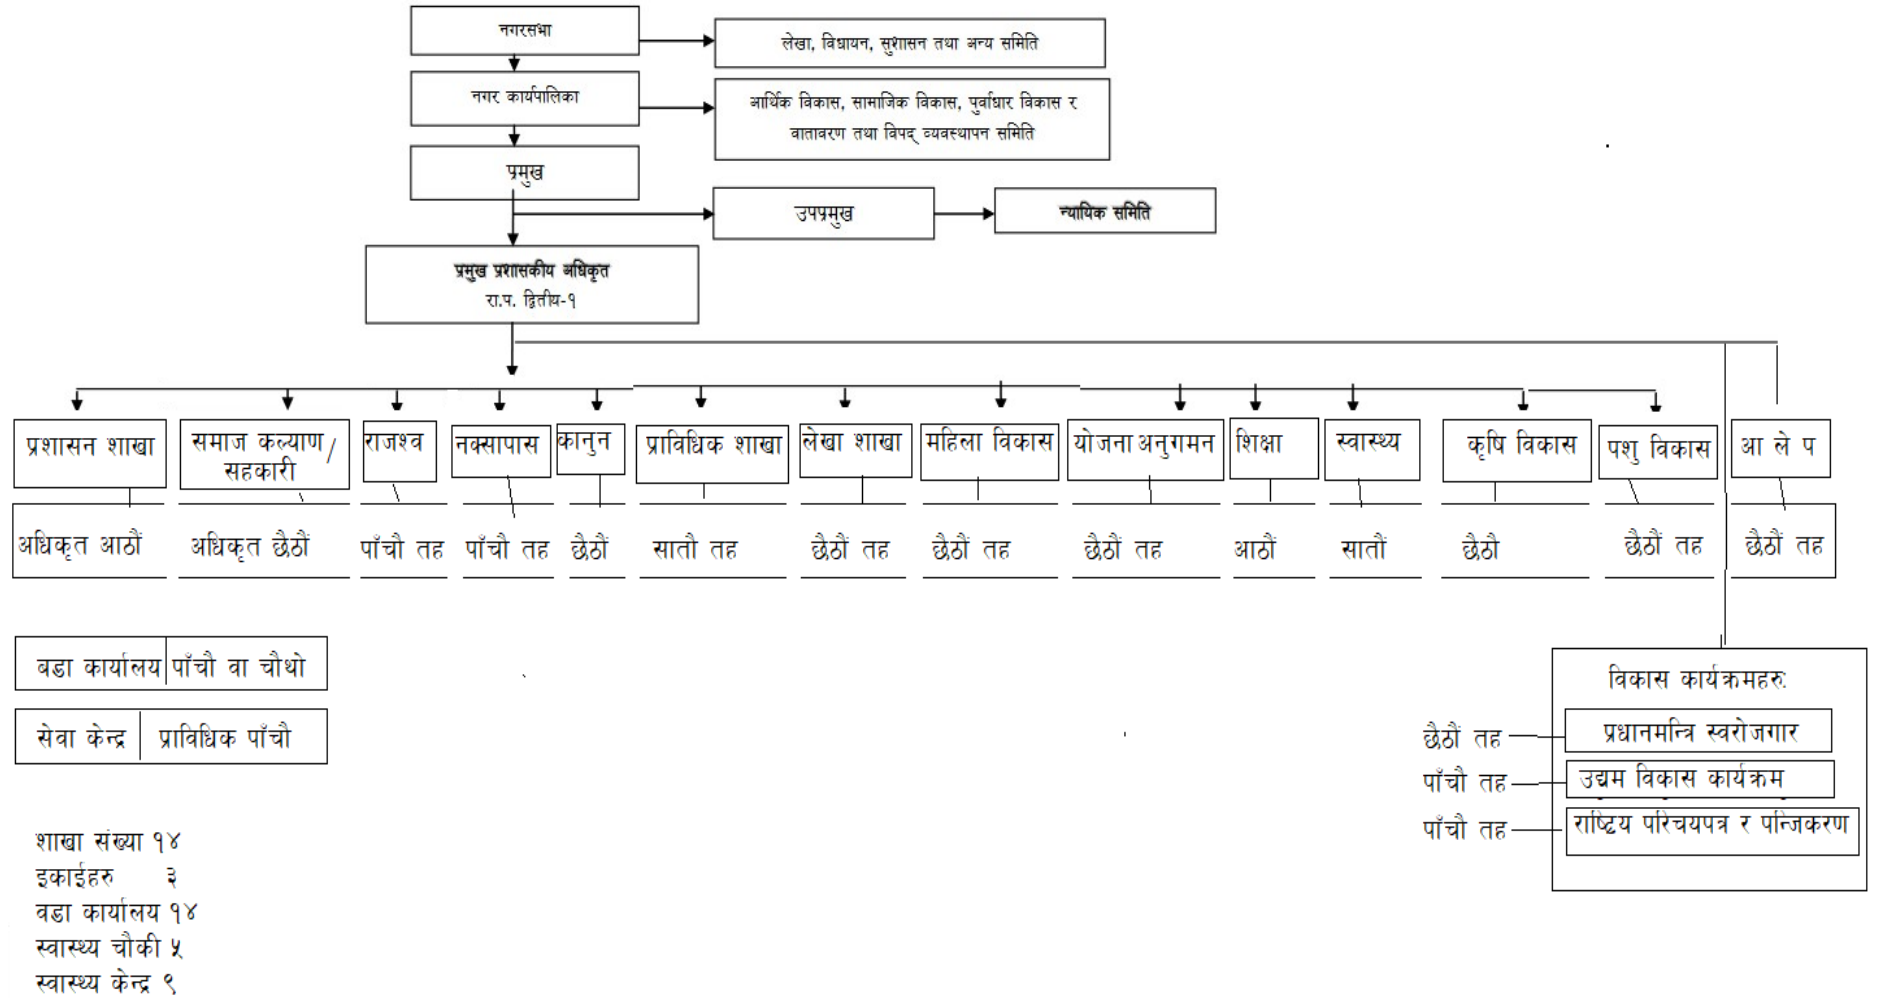 नगरसभा
लेखा, विधायन, सुशासन तथा अन्य समिति
नगर कार्यपालिका
आर्थिक विकास, सामाजिक विकास, पुर्वाधार विकास र
वातावरण तथा विपद् व्यवस्थापन समिति
प्रमुख
उपप्रमुख
न्यायिक समिति
प्रमुख प्रशासकीय अधिकृत
रा.प. द्वितीय-१
प्रशासन शाखा
समाज कल्याण/
सहकारी
राजश्व
नक्सापास
कानुन
प्राविधिक शाखा
लेखा शाखा
महिला विकास
योजना अनुगमन
शिक्षा
स्वास्थ्य
कृषि विकास
पशु विकास
आ ले प
अधिकृत आठौं
अधिकृत छैठौं
पाँचौ तह
पाँचौ तह
छैठौं
सातौ तह
छैठौं तह
छैठौं तह
छैठौं तह
आठौं
सातौं
छैठौ
छैठौं तह
छैठौं तह
बडा कार्यालय पाँचौ वा चौथो
सेवा केन्द्र प्राविधिक पाँचौ
विकास कार्यक्रमहरु
छैठौं तह प्रधानमन्त्रि स्वरोजगार
पाँचौ तह उद्यम विकास कार्यक्रम
पाँचौ तह राष्ट्रिय परिचयपत्र र पन्जिकरण
शाखा संख्या १४
इकाईहरु ३
वडा कार्यालय १४
स्वास्थ्य चौकी ५
स्वास्थ्य केन्द्र ९